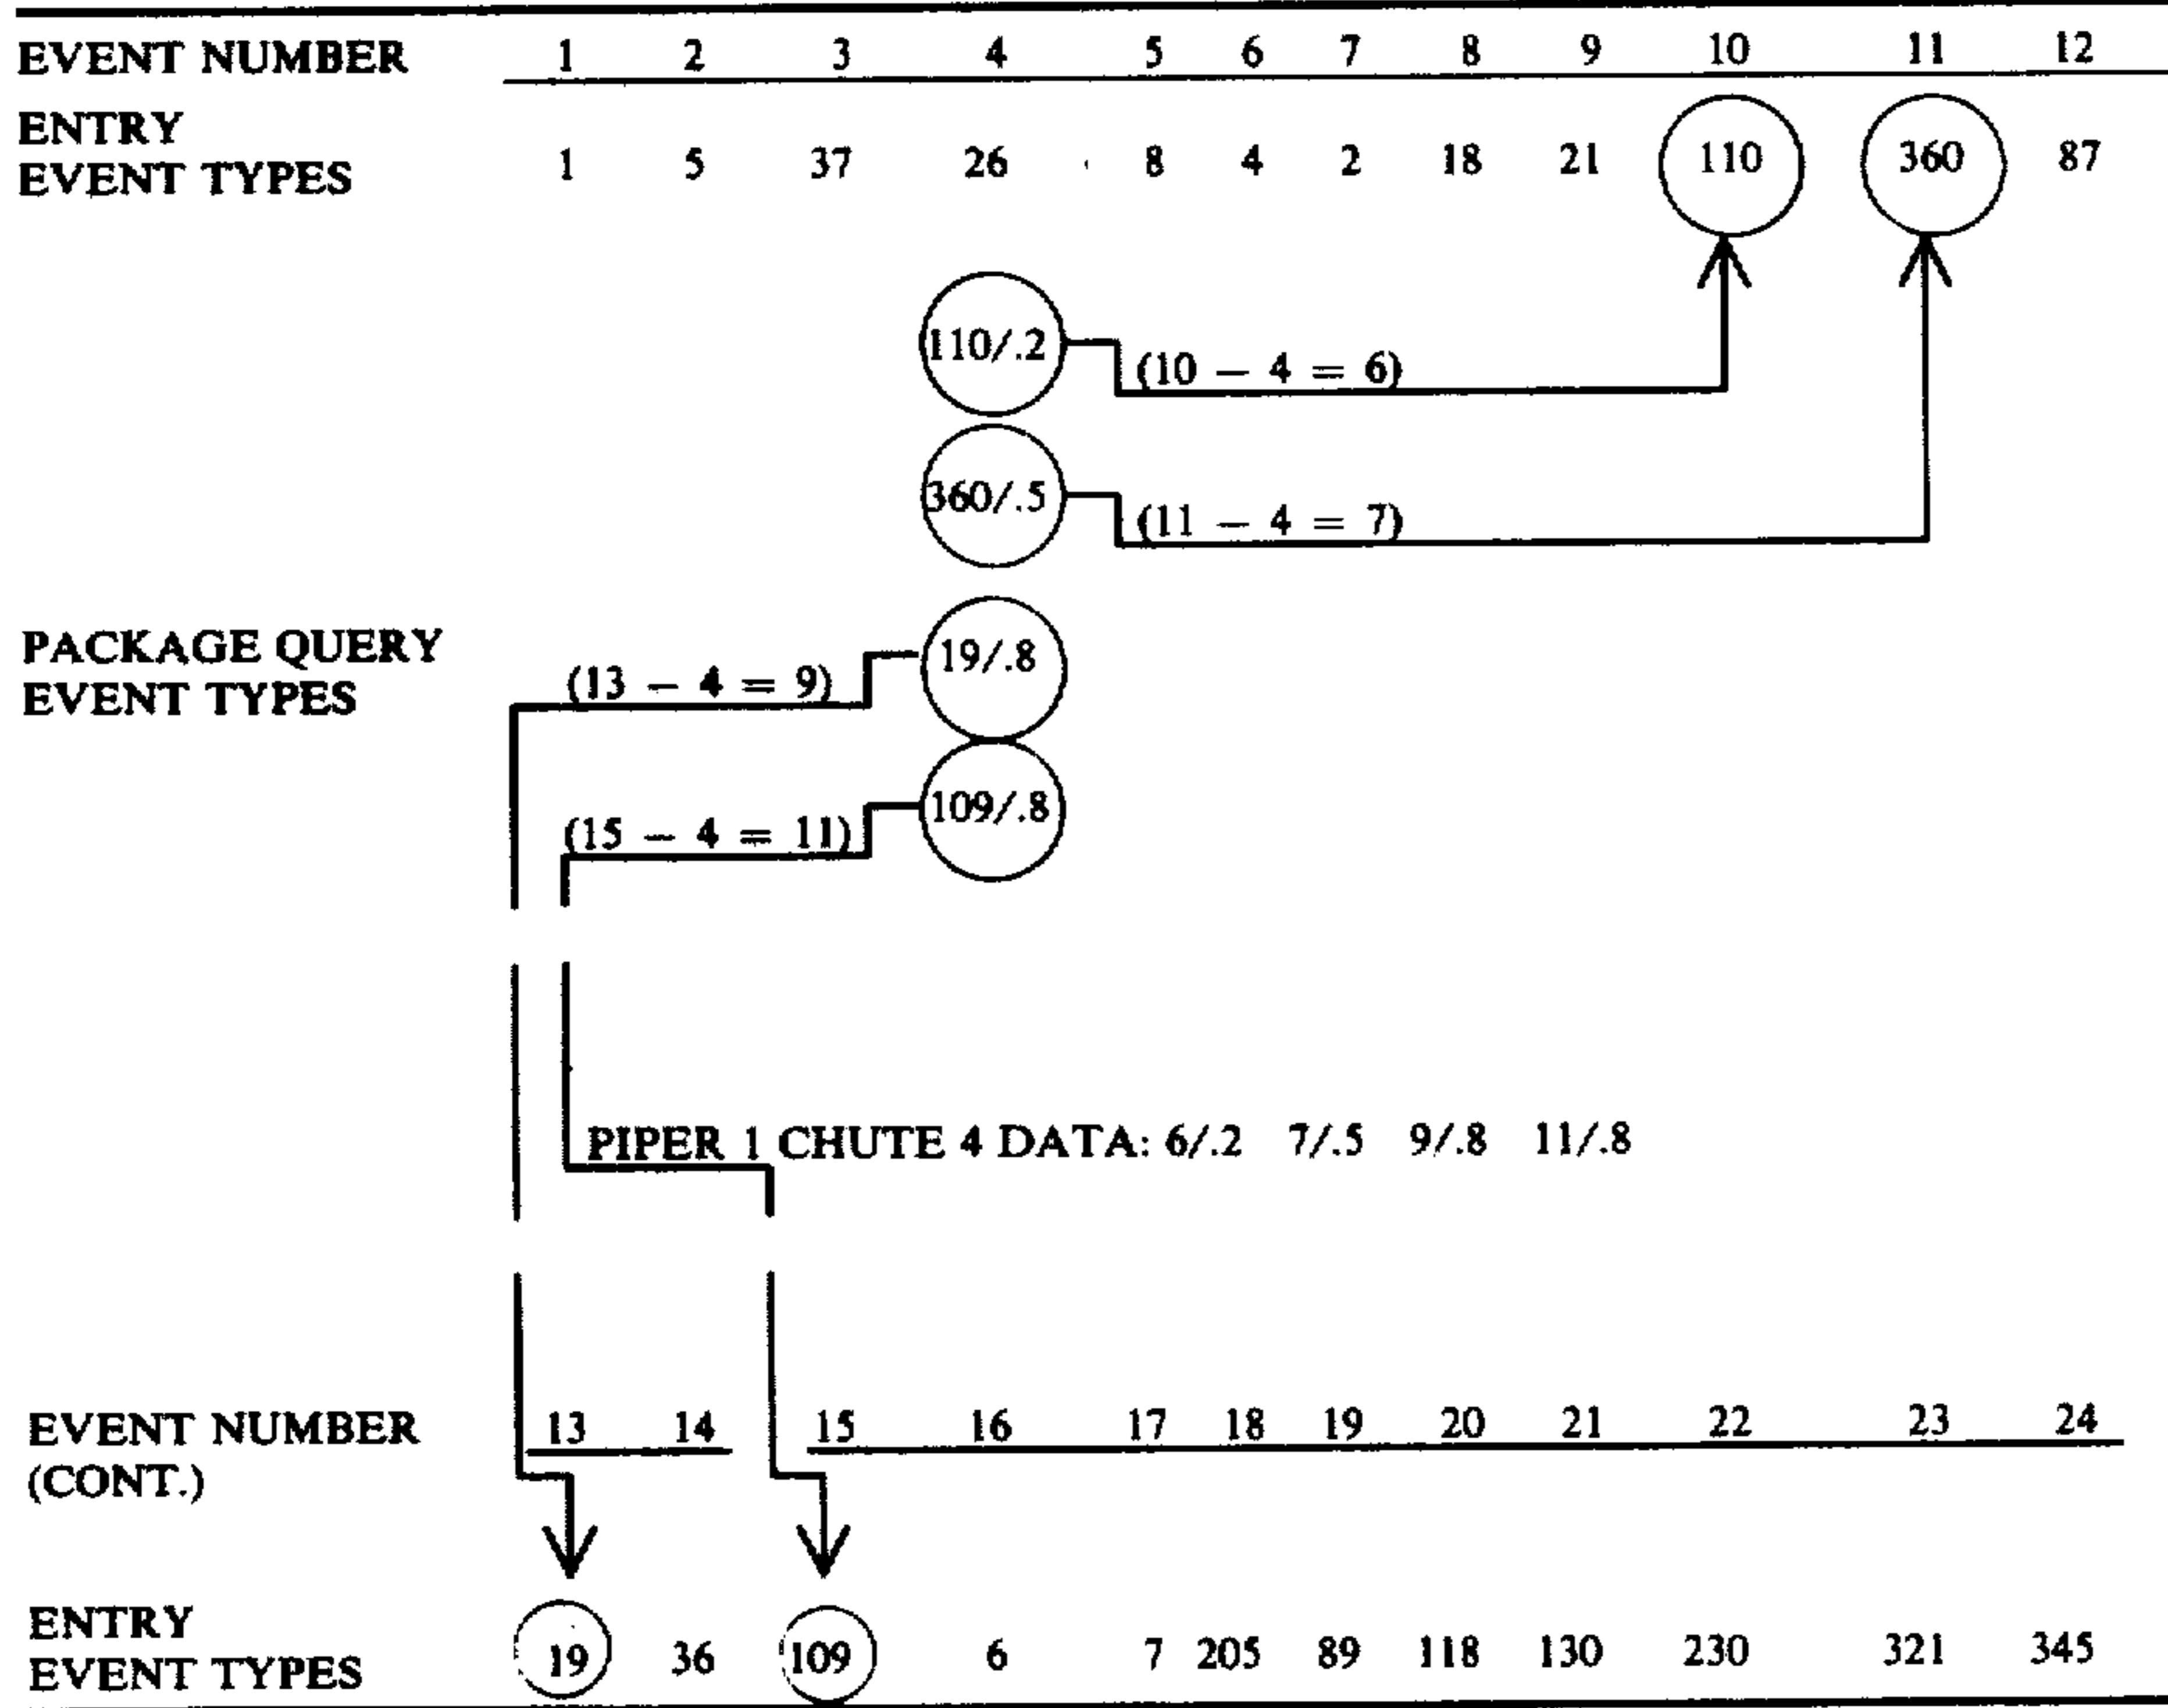 EVENT NUMBER 1 2 3 4 5 6 7 8 9 10 11 12
ENTRY
EVENT TYPES 1 5 37 26 8 4 2 18 21 110 360 87
110/.2
(10 − 4 = 6)
360/.5
(11 − 4 = 7)
PACKAGE QUERY
EVENT TYPES
19/.8
(13 − 4 = 9)
109/.8
(15 − 4 = 11)
PIPER 1 CHUTE 4 DATA: 6/.2 7/.5 9/.8 11/.8
EVENT NUMBER 13 14 15 16 17 18 19 20 21 22 23 24
(CONT.)
ENTRY
EVENT TYPES 19 36 109 6 7 205 89 118 130 230 321 345